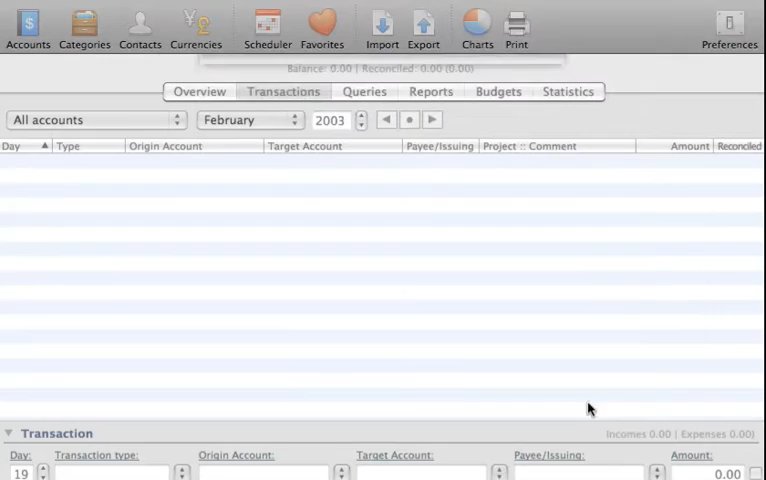 Accounts Categories Contacts Currencies Scheduler Favorites Import Export Charts Print Preferences
Balance: 0.00 | Reconciled: 0.00 (0.00)
Overview Transactions Queries Reports Budgets Statistics
All accounts February 2003
Day Type Origin Account Target Account Payee/Issuing Project :: Comment Amount Reconciled
Transaction Incomes 0.00 | Expenses 0.00)
Day: Transaction type: Origin Account: Target Account: Payee/Issuing: Amount:
19 0.00